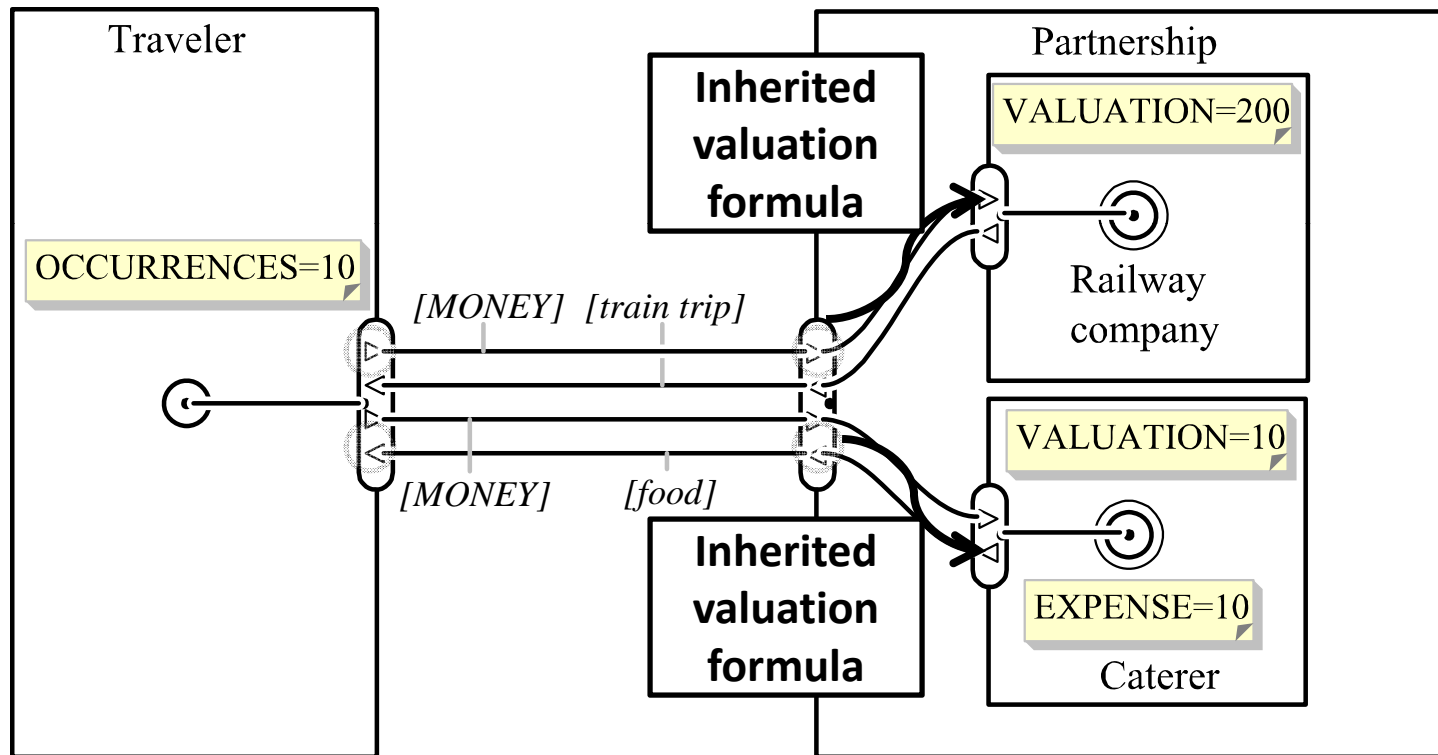 Traveler
OCCURRENCES=10
[MONEY]
[train trip]
[MONEY]
[food]
Inherited
valuation
formula
Inherited
valuation
formula
Partnership
VALUATION=200
Railway
company
VALUATION=10
EXPENSE=10
Caterer